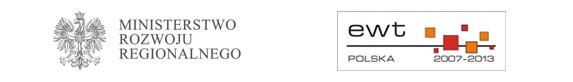 MINISTERSTWO
ROZWOJU
REGIONALNEGO
ewt
POLSKA 2007-2013